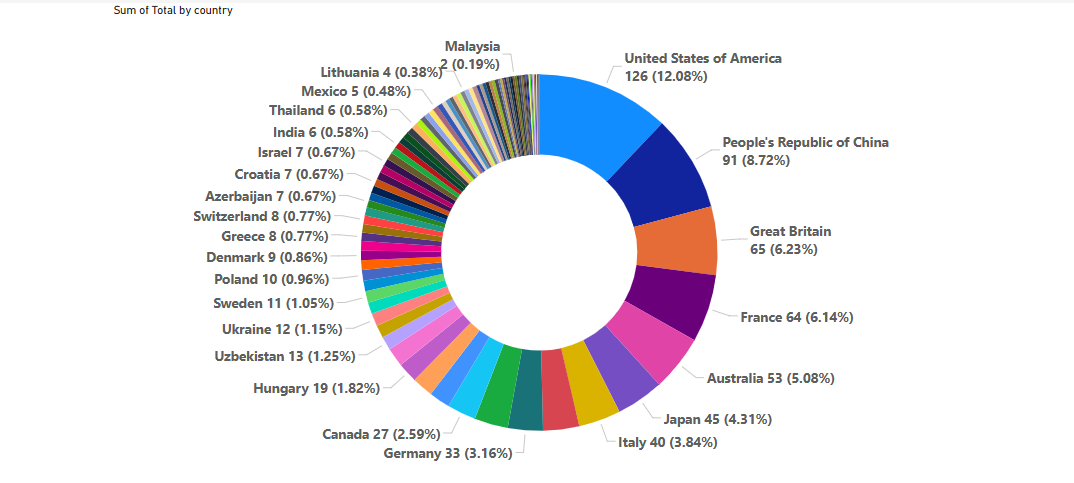 Sum of Total by country
United States of America
126 (12.08%)
People's Republic of China
91 (8.72%)
Great Britain
65 (6.23%)
France 64 (6.14%)
Australia 53 (5.08%)
Japan 45 (4.31%)
Italy 40 (3.84%)
Germany 33 (3.16%)
Canada 27 (2.59%)
Hungary 19 (1.82%)
Uzbekistan 13 (1.25%)
Ukraine 12 (1.15%)
Sweden 11 (1.05%)
Poland 10 (0.96%)
Denmark 9 (0.86%)
Greece 8 (0.77%)
Switzerland 8 (0.77%)
Azerbaijan 7 (0.67%)
Croatia 7 (0.67%)
Israel 7 (0.67%)
India 6 (0.58%)
Thailand 6 (0.58%)
Mexico 5 (0.48%)
Lithuania 4 (0.38%)
Malaysia
2 (0.19%)